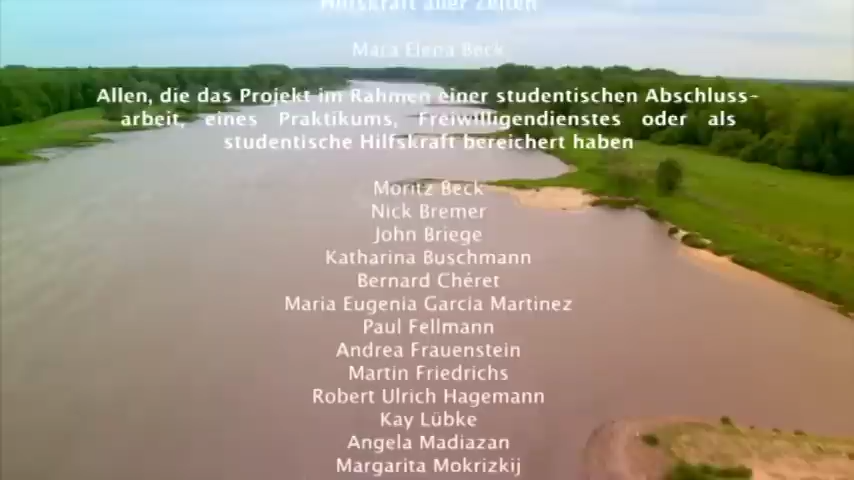 Hilfskraft aller Zeiten
Mara Elena Beck
Allen, die das Projekt im Rahmen einer studentischen Abschluss-
arbeit, eines Praktikums, Freiwilligendienstes oder als
studentische Hilfskraft bereichert haben
Moritz Beck
Nick Bremer
John Briege
Katharina Buschmann
Bernard Chéret
Maria Eugenia Garcia Martinez
Paul Fellmann
Andrea Frauenstein
Martin Friedrichs
Robert Ulrich Hagemann
Kay Lübke
Angela Madiazan
Margarita Mokrizkij